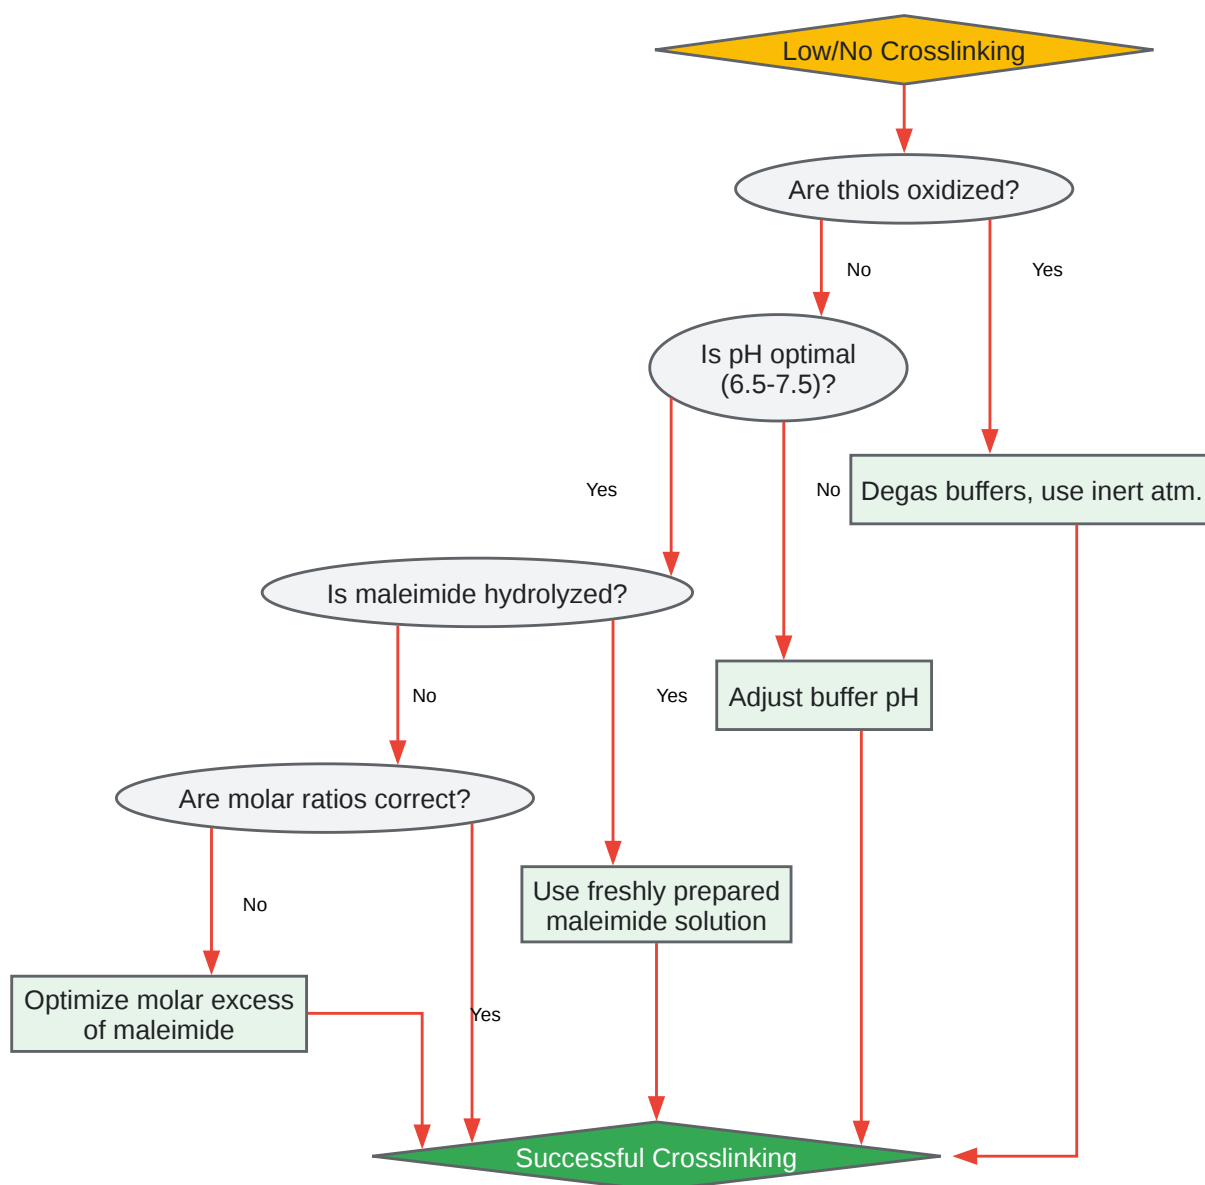 Low/No Crosslinking
Are thiols oxidized?
No
Yes
Is pH optimal
(6.5-7.5)?
Yes
No
Degas buffers, use inert atm.
Is maleimide hydrolyzed?
No
Yes
Adjust buffer pH
Are molar ratios correct?
No
Use freshly prepared
maleimide solution
Optimize molar excess
of maleimide
Yes
Successful Crosslinking